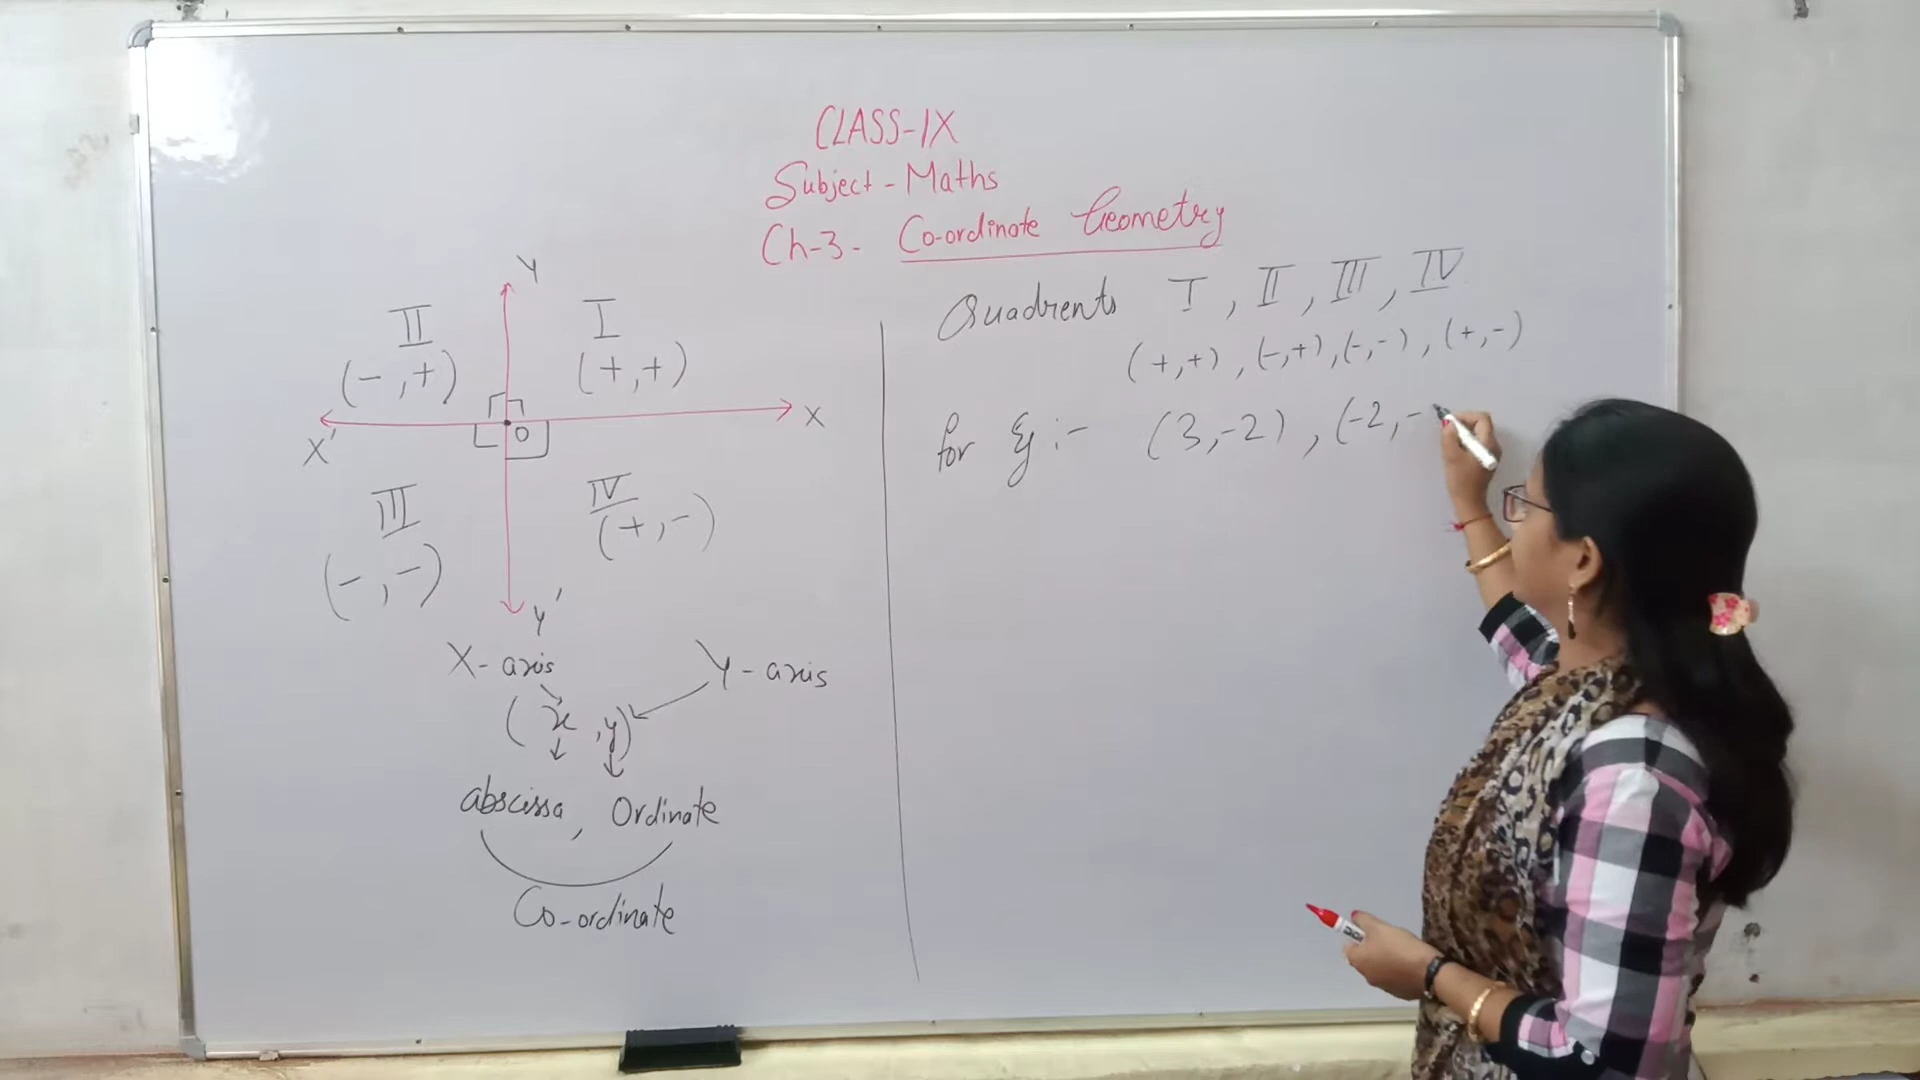 CLASS-IX
Subject - Maths
Ch-3- Co-ordinate Geometry
Y
II
I
(-,+)
(+,+)
X'
O
X
III
IV
(-,-)
(+,-)
Y'
X-axis
Y-axis
(x,y)
abscissa, Ordinate
Co-ordinate
Quadrents I, II, III, IV
(+,+), (-,+), (-,-), (+,-)
for Eg :- (3,-2), (-2,-